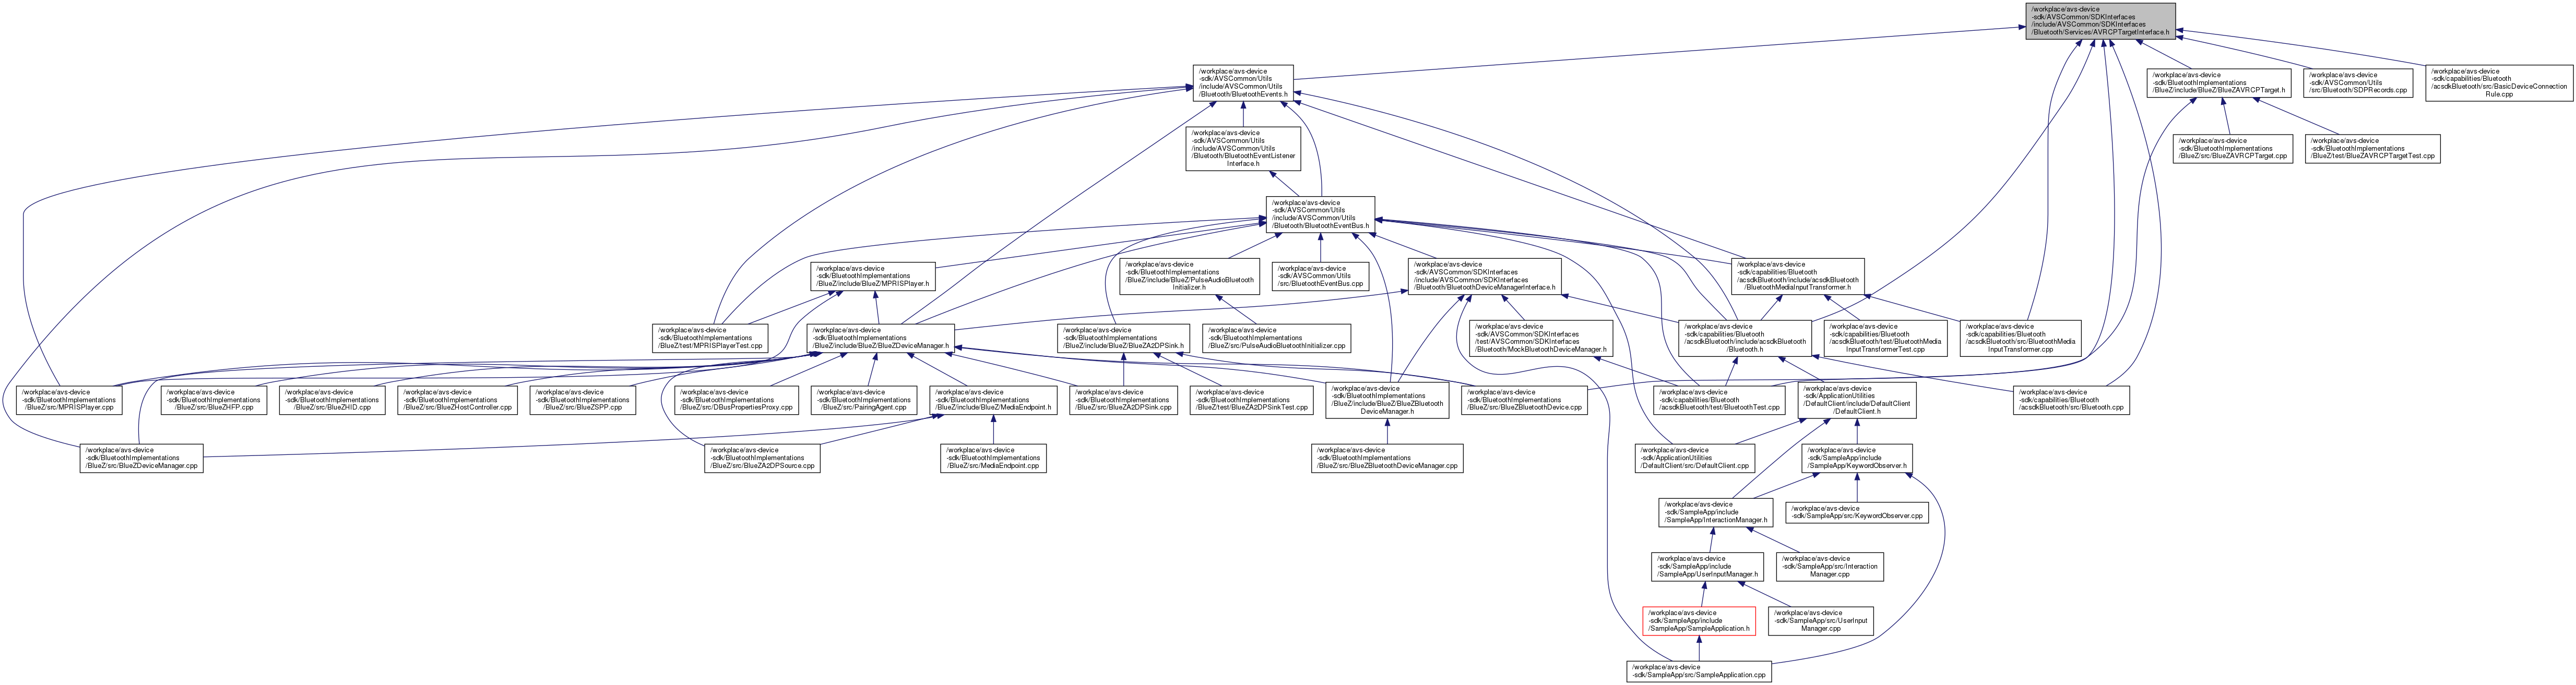 /workplace/avs-device
-sdk/AVSCommon/SDKInterfaces
/include/AVSCommon/SDKInterfaces
/Bluetooth/Services/AVRCPTargetInterface.h
/workplace/avs-device
-sdk/AVSCommon/Utils
/include/AVSCommon/Utils
/Bluetooth/BluetoothEvents.h
/workplace/avs-device
-sdk/BluetoothImplementations
/BlueZ/include/BlueZ/BlueZAVRCPTarget.h
/workplace/avs-device
-sdk/AVSCommon/Utils
/src/Bluetooth/SDPRecords.cpp
/workplace/avs-device
-sdk/capabilities/Bluetooth
/acsdkBluetooth/src/BasicDeviceConnection
Rule.cpp
/workplace/avs-device
-sdk/AVSCommon/Utils
/include/AVSCommon/Utils
/Bluetooth/BluetoothEventListener
Interface.h
/workplace/avs-device
-sdk/BluetoothImplementations
/BlueZ/src/BlueZAVRCPTarget.cpp
/workplace/avs-device
-sdk/BluetoothImplementations
/BlueZ/test/BlueZAVRCPTargetTest.cpp
/workplace/avs-device
-sdk/AVSCommon/Utils
/include/AVSCommon/Utils
/Bluetooth/BluetoothEventBus.h
/workplace/avs-device
-sdk/BluetoothImplementations
/BlueZ/include/BlueZ/MPRISPlayer.h
/workplace/avs-device
-sdk/BluetoothImplementations
/BlueZ/include/BlueZ/PulseAudioBluetooth
Initializer.h
/workplace/avs-device
-sdk/AVSCommon/Utils
/src/BluetoothEventBus.cpp
/workplace/avs-device
-sdk/AVSCommon/SDKInterfaces
/include/AVSCommon/SDKInterfaces
/Bluetooth/BluetoothDeviceManagerInterface.h
/workplace/avs-device
-sdk/capabilities/Bluetooth
/acsdkBluetooth/include/acsdkBluetooth
/BluetoothMediaInputTransformer.h
/workplace/avs-device
-sdk/BluetoothImplementations
/BlueZ/test/MPRISPlayerTest.cpp
/workplace/avs-device
-sdk/BluetoothImplementations
/BlueZ/include/BlueZ/BlueZDeviceManager.h
/workplace/avs-device
-sdk/BluetoothImplementations
/BlueZ/include/BlueZ/BlueZA2DPSink.h
/workplace/avs-device
-sdk/BluetoothImplementations
/BlueZ/src/PulseAudioBluetoothInitializer.cpp
/workplace/avs-device
-sdk/AVSCommon/SDKInterfaces
/test/AVSCommon/SDKInterfaces
/Bluetooth/MockBluetoothDeviceManager.h
/workplace/avs-device
-sdk/capabilities/Bluetooth
/acsdkBluetooth/include/acsdkBluetooth
/Bluetooth.h
/workplace/avs-device
-sdk/capabilities/Bluetooth
/acsdkBluetooth/test/BluetoothMedia
InputTransformerTest.cpp
/workplace/avs-device
-sdk/capabilities/Bluetooth
/acsdkBluetooth/src/BluetoothMedia
InputTransformer.cpp
/workplace/avs-device
-sdk/BluetoothImplementations
/BlueZ/src/MPRISPlayer.cpp
/workplace/avs-device
-sdk/BluetoothImplementations
/BlueZ/src/BlueZHFP.cpp
/workplace/avs-device
-sdk/BluetoothImplementations
/BlueZ/src/BlueZHID.cpp
/workplace/avs-device
-sdk/BluetoothImplementations
/BlueZ/src/BlueZHostController.cpp
/workplace/avs-device
-sdk/BluetoothImplementations
/BlueZ/src/BlueZSPP.cpp
/workplace/avs-device
-sdk/BluetoothImplementations
/BlueZ/src/DBusPropertiesProxy.cpp
/workplace/avs-device
-sdk/BluetoothImplementations
/BlueZ/src/PairingAgent.cpp
/workplace/avs-device
-sdk/BluetoothImplementations
/BlueZ/include/BlueZ/MediaEndpoint.h
/workplace/avs-device
-sdk/BluetoothImplementations
/BlueZ/src/BlueZA2DPSink.cpp
/workplace/avs-device
-sdk/BluetoothImplementations
/BlueZ/test/BlueZA2DPSinkTest.cpp
/workplace/avs-device
-sdk/BluetoothImplementations
/BlueZ/include/BlueZ/BlueZBluetooth
DeviceManager.h
/workplace/avs-device
-sdk/BluetoothImplementations
/BlueZ/src/BlueZBluetoothDevice.cpp
/workplace/avs-device
-sdk/capabilities/Bluetooth
/acsdkBluetooth/test/BluetoothTest.cpp
/workplace/avs-device
-sdk/ApplicationUtilities
/DefaultClient/include/DefaultClient
/DefaultClient.h
/workplace/avs-device
-sdk/capabilities/Bluetooth
/acsdkBluetooth/src/Bluetooth.cpp
/workplace/avs-device
-sdk/BluetoothImplementations
/BlueZ/src/BlueZDeviceManager.cpp
/workplace/avs-device
-sdk/BluetoothImplementations
/BlueZ/src/BlueZA2DPSource.cpp
/workplace/avs-device
-sdk/BluetoothImplementations
/BlueZ/src/MediaEndpoint.cpp
/workplace/avs-device
-sdk/BluetoothImplementations
/BlueZ/src/BlueZBluetoothDeviceManager.cpp
/workplace/avs-device
-sdk/ApplicationUtilities
/DefaultClient/src/DefaultClient.cpp
/workplace/avs-device
-sdk/SampleApp/include
/SampleApp/KeywordObserver.h
/workplace/avs-device
-sdk/SampleApp/include
/SampleApp/InteractionManager.h
/workplace/avs-device
-sdk/SampleApp/src/KeywordObserver.cpp
/workplace/avs-device
-sdk/SampleApp/include
/SampleApp/UserInputManager.h
/workplace/avs-device
-sdk/SampleApp/src/Interaction
Manager.cpp
/workplace/avs-device
-sdk/SampleApp/include
/SampleApp/SampleApplication.h
/workplace/avs-device
-sdk/SampleApp/src/UserInput
Manager.cpp
/workplace/avs-device
-sdk/SampleApp/src/SampleApplication.cpp